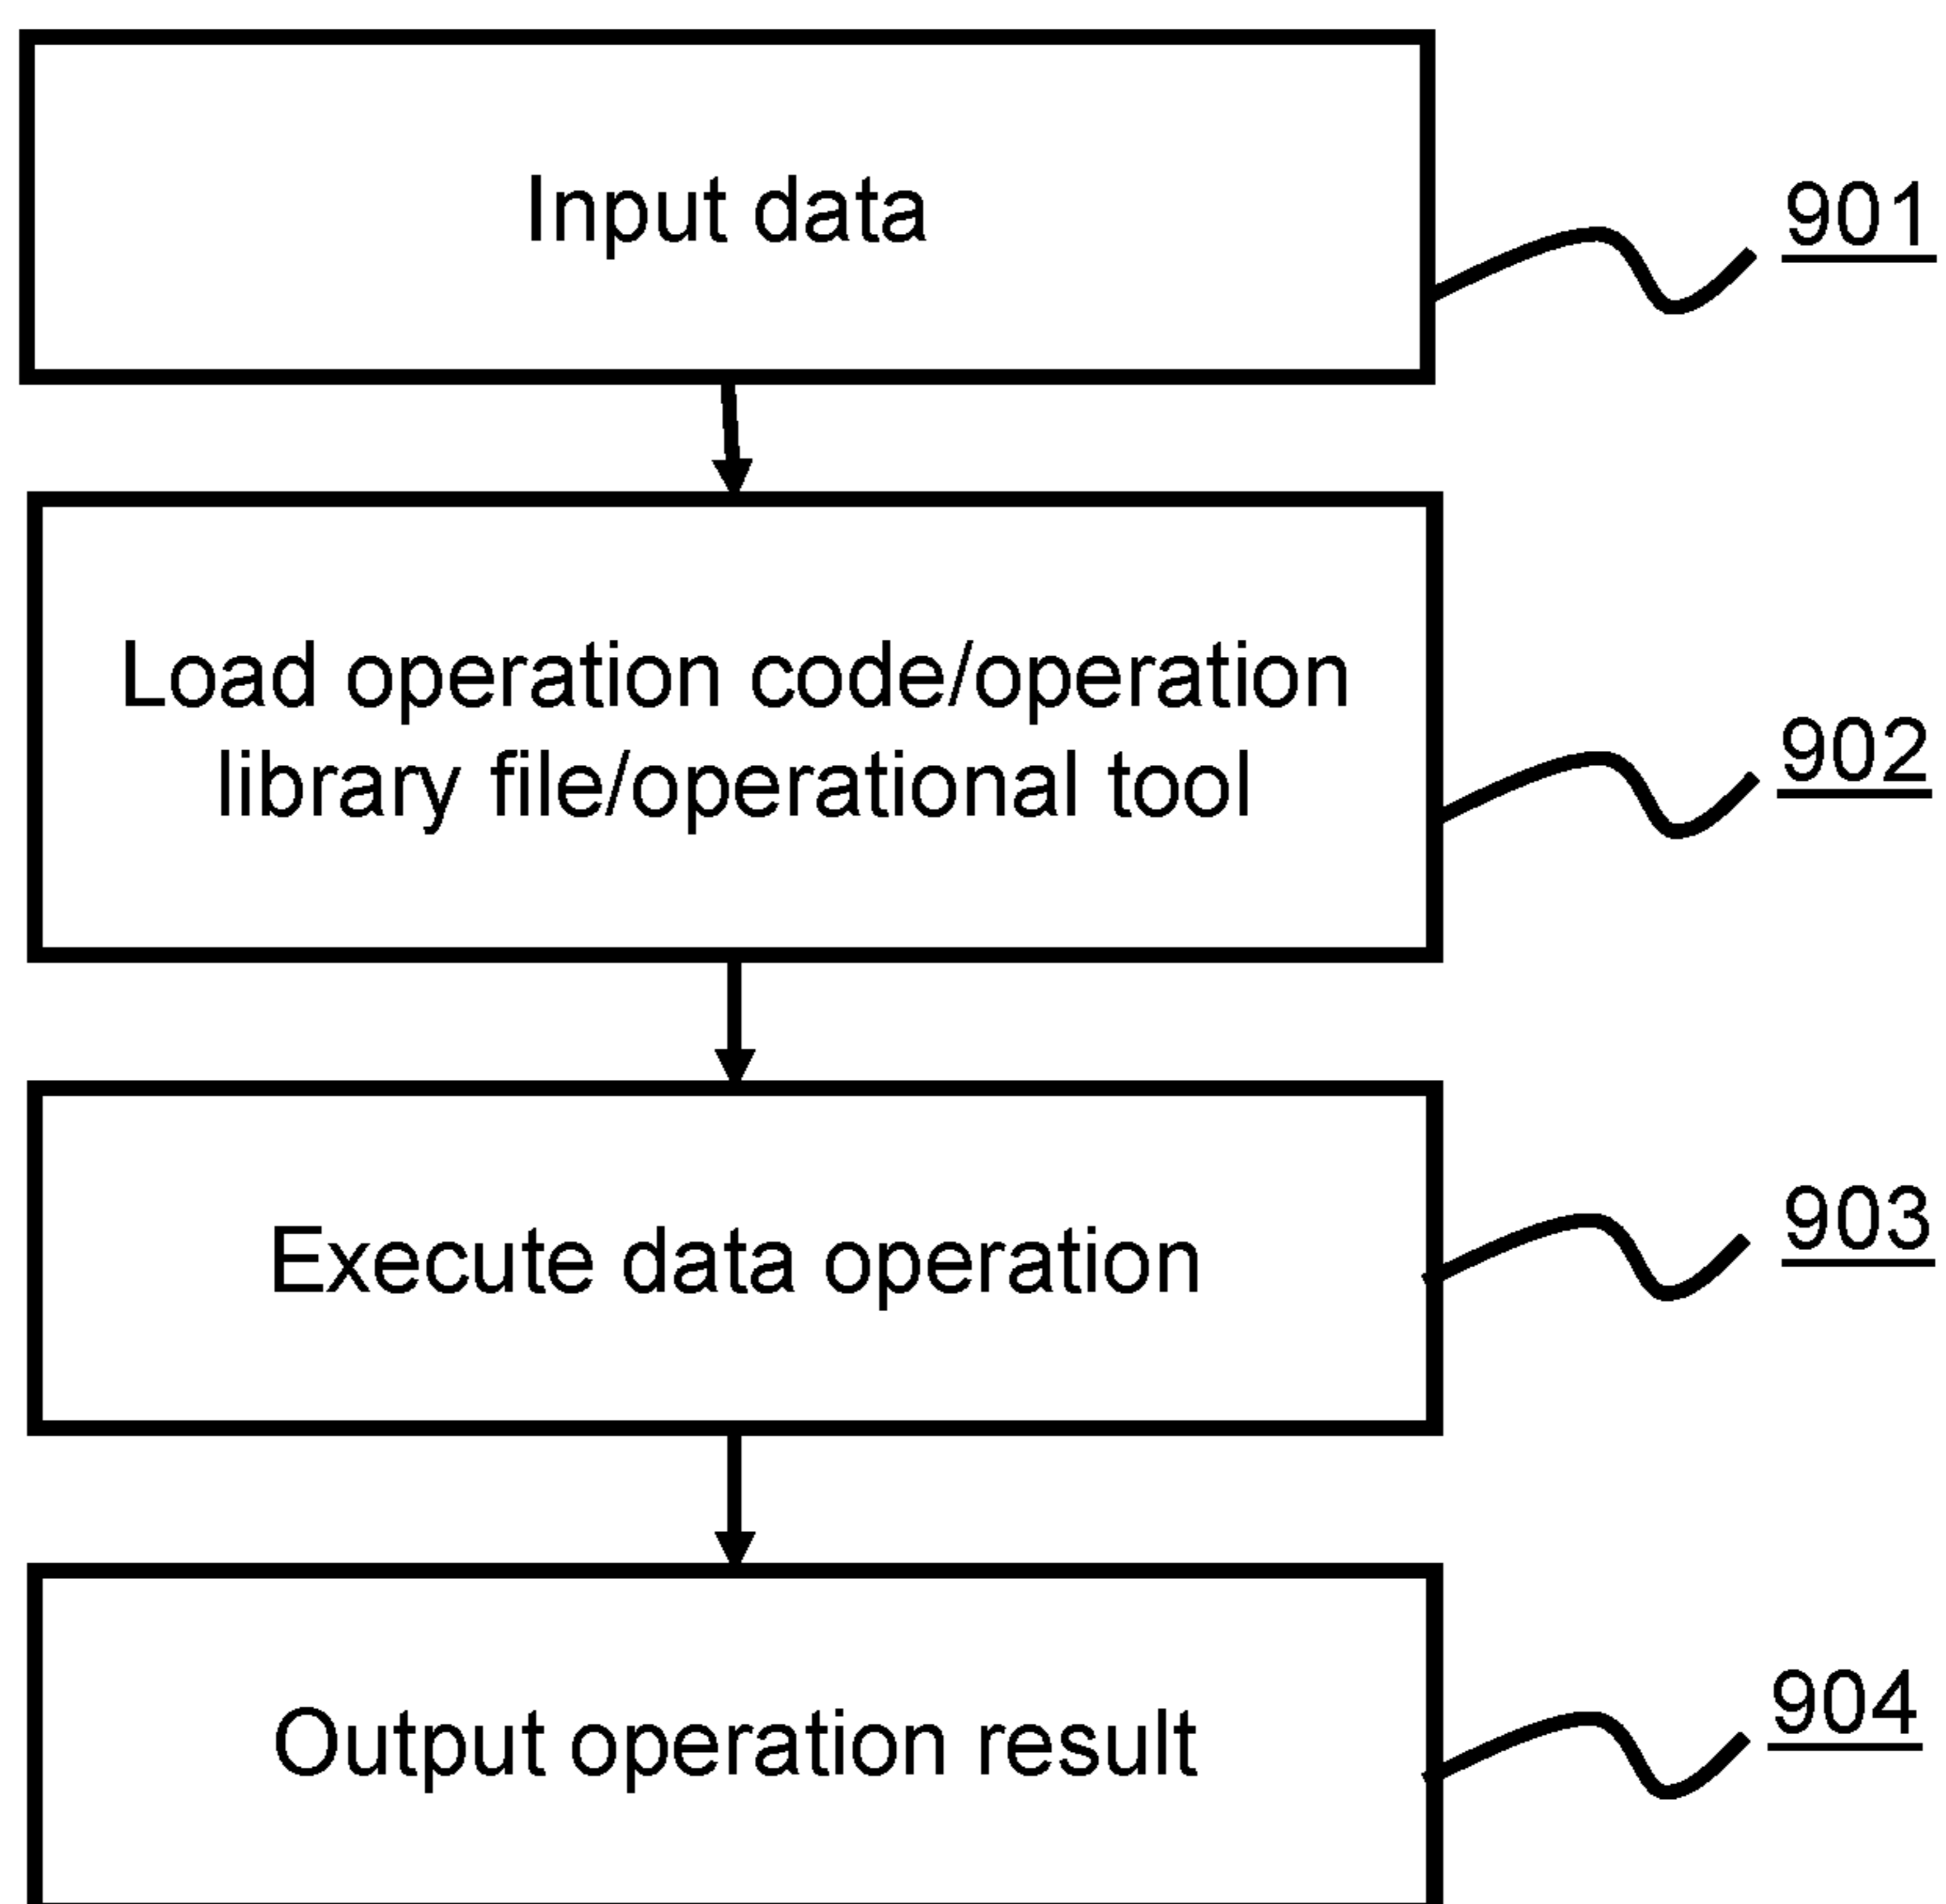 Input data
901
Load operation code/operation
library file/operational tool
902
Execute data operation
903
Output operation result
904